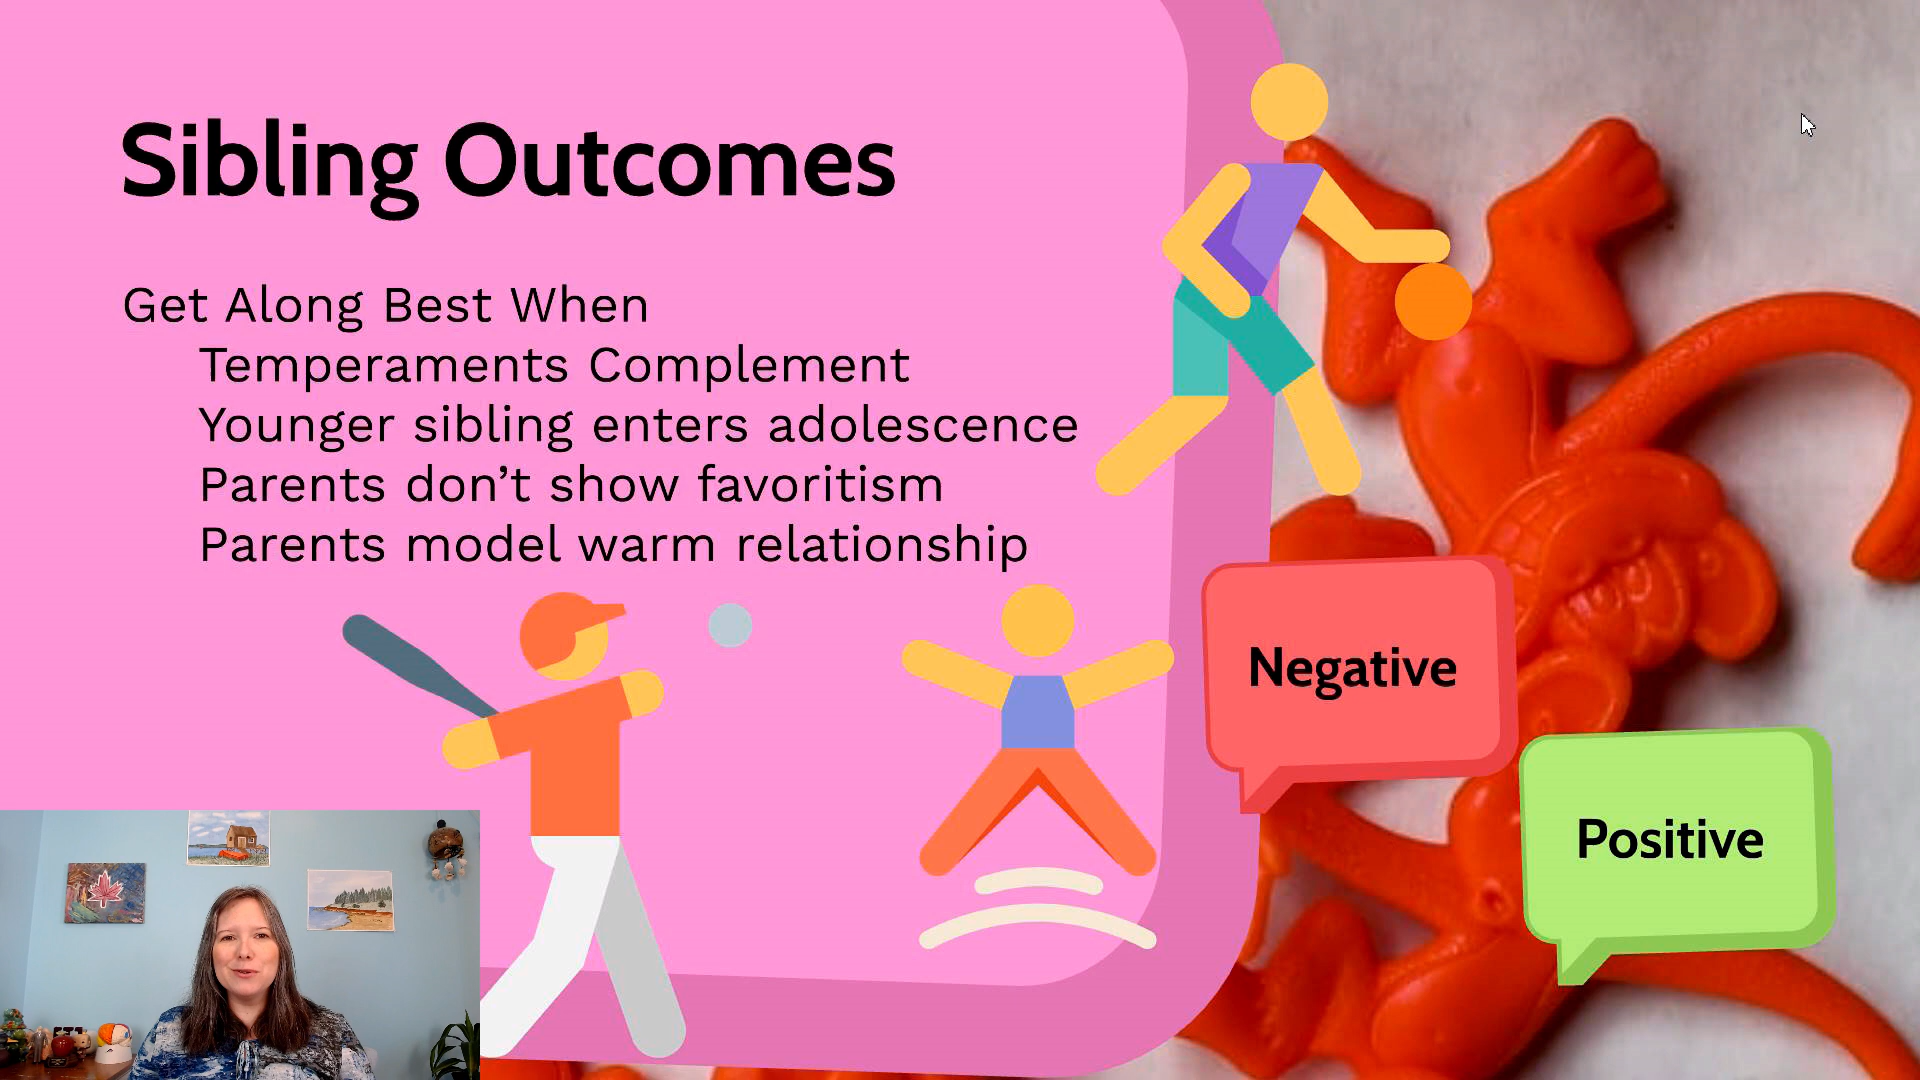 Sibling Outcomes
Get Along Best When
Temperaments Complement
Younger sibling enters adolescence
Parents don’t show favoritism
Parents model warm relationship
Negative
Positive